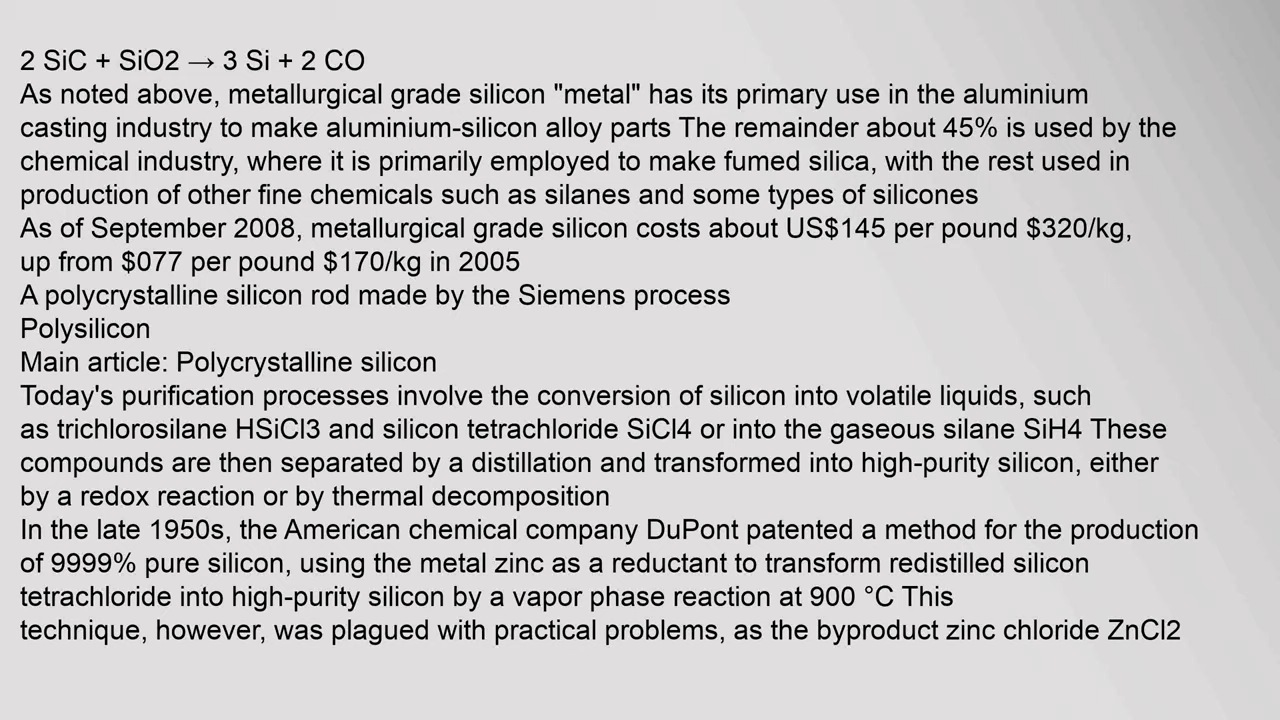 2 SiC + SiO2 → 3 Si + 2 CO
As noted above, metallurgical grade silicon "metal" has its primary use in the aluminium
casting industry to make aluminium-silicon alloy parts The remainder about 45% is used by the
chemical industry, where it is primarily employed to make fumed silica, with the rest used in
production of other fine chemicals such as silanes and some types of silicones
As of September 2008, metallurgical grade silicon costs about US$145 per pound $320/kg,
up from $077 per pound $170/kg in 2005
A polycrystalline silicon rod made by the Siemens process
Polysilicon
Main article: Polycrystalline silicon
Today's purification processes involve the conversion of silicon into volatile liquids, such
as trichlorosilane HSiCl3 and silicon tetrachloride SiCl4 or into the gaseous silane SiH4 These
compounds are then separated by a distillation and transformed into high-purity silicon, either
by a redox reaction or by thermal decomposition
In the late 1950s, the American chemical company DuPont patented a method for the production
of 9999% pure silicon, using the metal zinc as a reductant to transform redistilled silicon
tetrachloride into high-purity silicon by a vapor phase reaction at 900 °C This
technique, however, was plagued with practical problems, as the byproduct zinc chloride ZnCl2